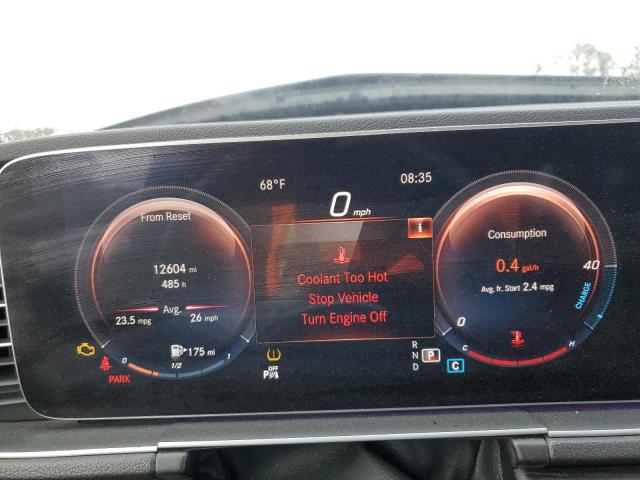 68°F
0 mph
08:35
i
From Reset
12604 mi
485 h
Avg.
23.5 mpg
26 mph
175 mi
0
1/2
1
PARK
Coolant Too Hot
Stop Vehicle
Turn Engine Off
OFF
P
R
N
D
P
C
Consumption
0.4 gal/h
Avg. fr. Start 2.4 mpg
40
CHARGE
0
C
H